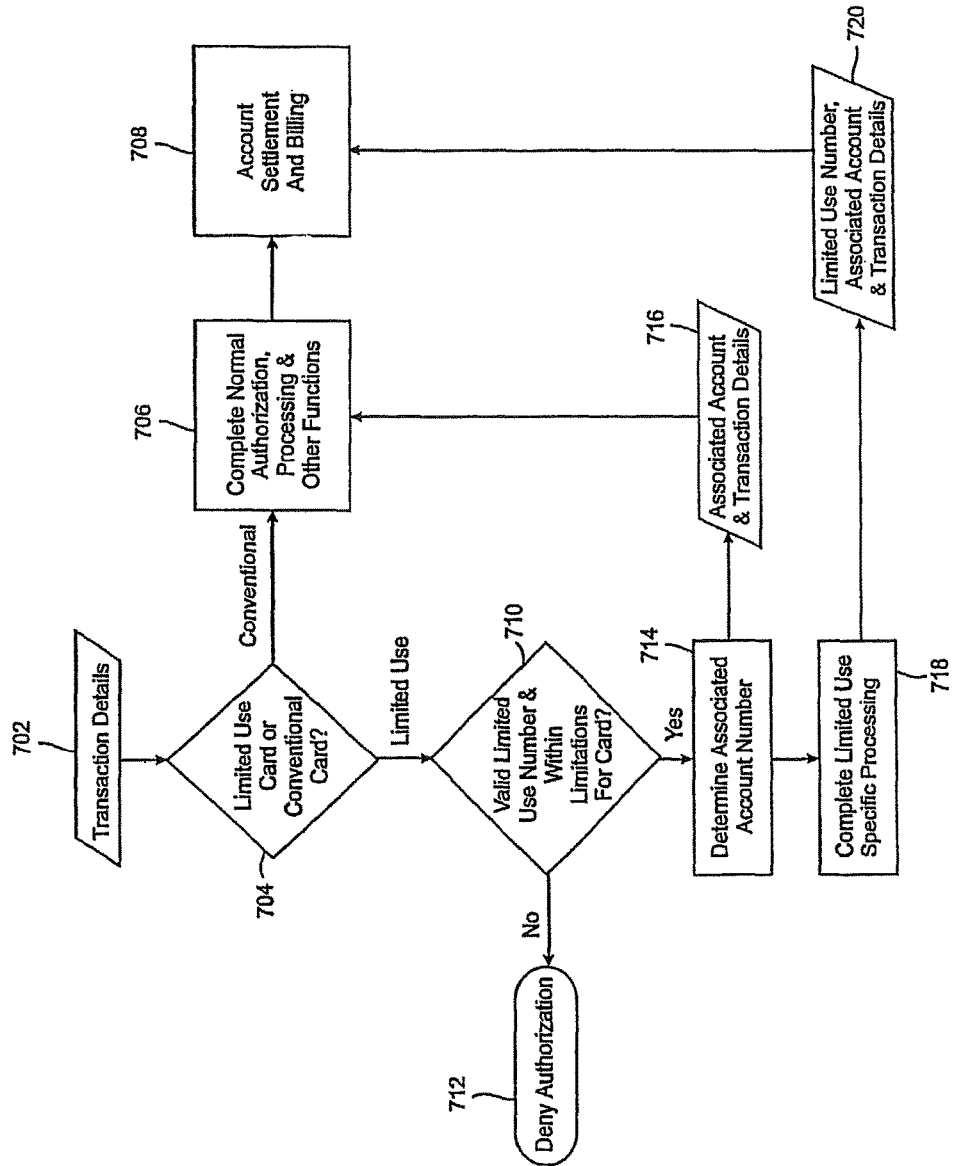 702
Transaction Details
Limited Use
Card or
Conventional
Card?
704
Conventional
706
Complete Normal
Authorization,
Processing &
Other Functions
708
Account
Settlement
And Billing
Limited Use
710
Valid Limited
Use Number &
Within
Limitations
For Card?
No
712
Deny Authorization
Yes
714
Determine Associated
Account Number
716
Associated Account
& Transaction Details
Complete Limited Use
Specific Processing
718
Limited Use Number,
Associated Account
& Transaction Details
720